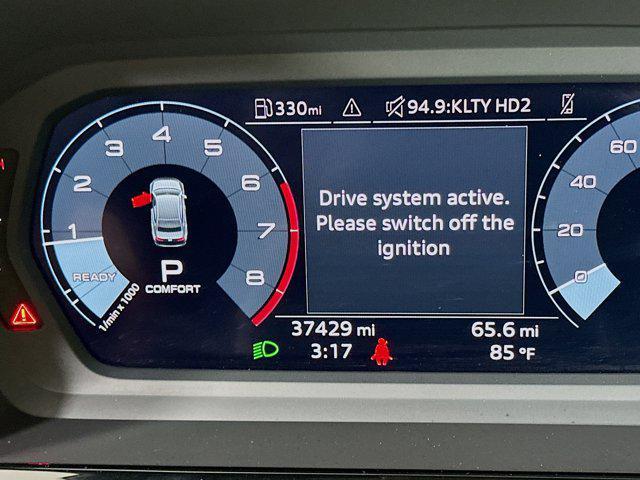 330mi
94.9:KLTY HD2
1
2
3
4
5
6
7
8
READY
1/min x 1000
P
COMFORT
Drive system active.
Please switch off the
ignition
60
40
20
0
37429 mi
65.6 mi
3:17
85 °F